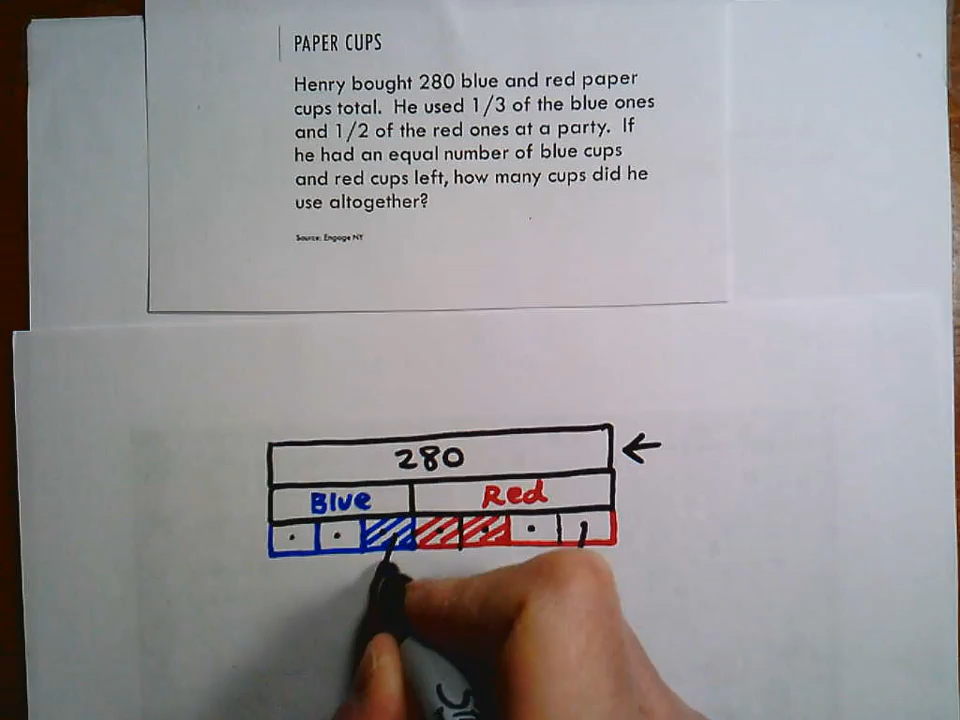 PAPER CUPS
Henry bought 280 blue and red paper
cups total. He used 1/3 of the blue ones
and 1/2 of the red ones at a party. If
he had an equal number of blue cups
and red cups left, how many cups did he
use altogether?
Source: Engage NY
280
Blue Red